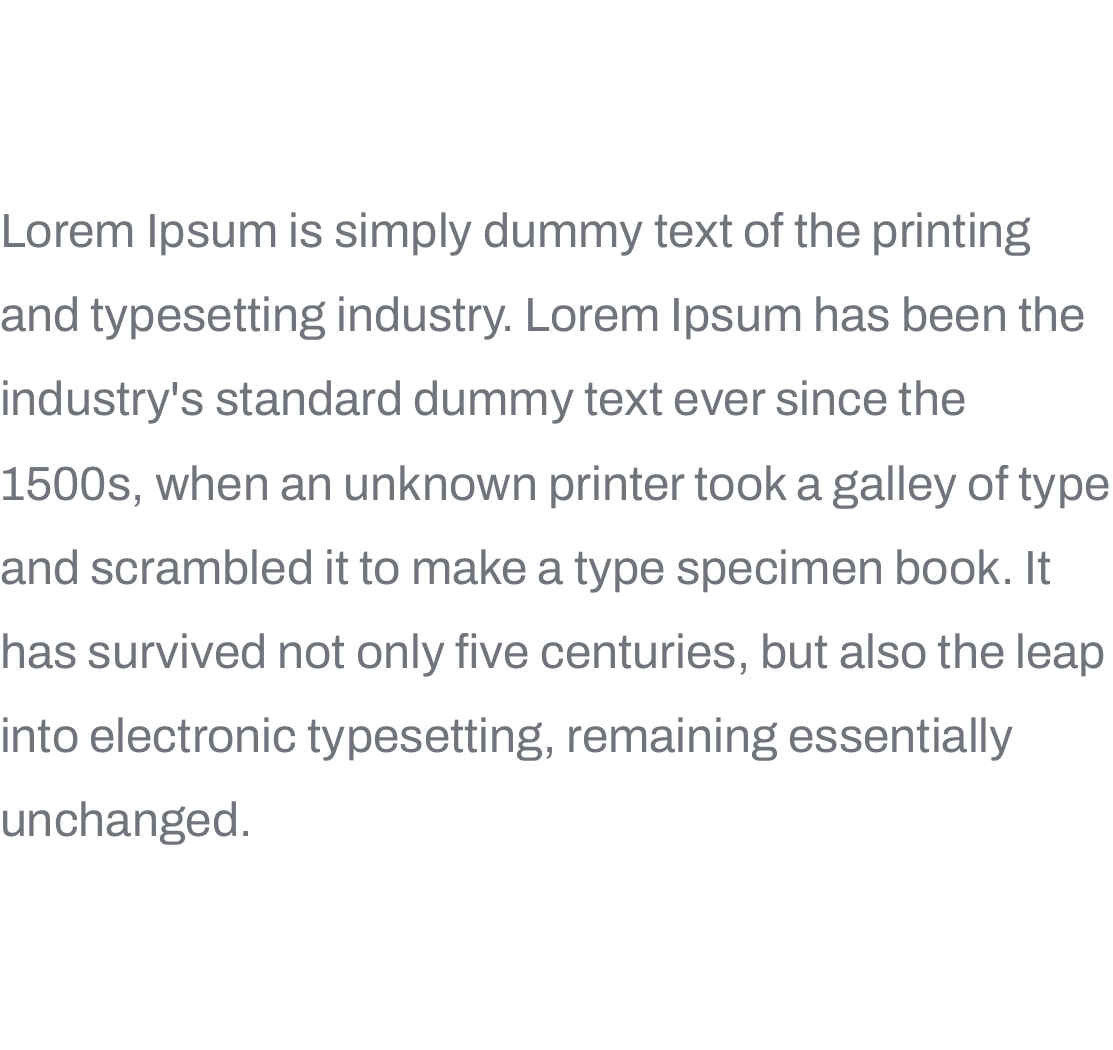 Lorem Ipsum is simply dummy text of the printing
and typesetting industry. Lorem Ipsum has been the
industry's standard dummy text ever since the
1500s, when an unknown printer took a galley of type
and scrambled it to make a type specimen book. It
has survived not only five centuries, but also the leap
into electronic typesetting, remaining essentially
unchanged.